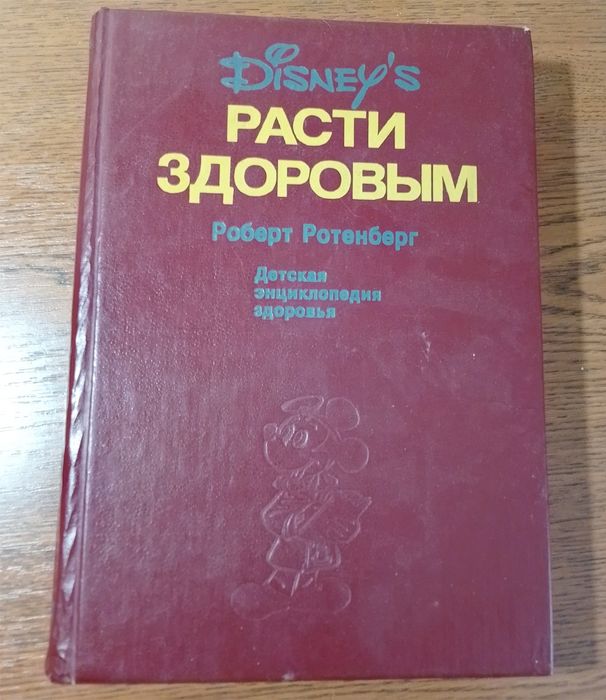 Disney's
РАСТИ
ЗДОРОВЫМ
Роберт Ротенберг
Детская
энциклопедия
здоровья